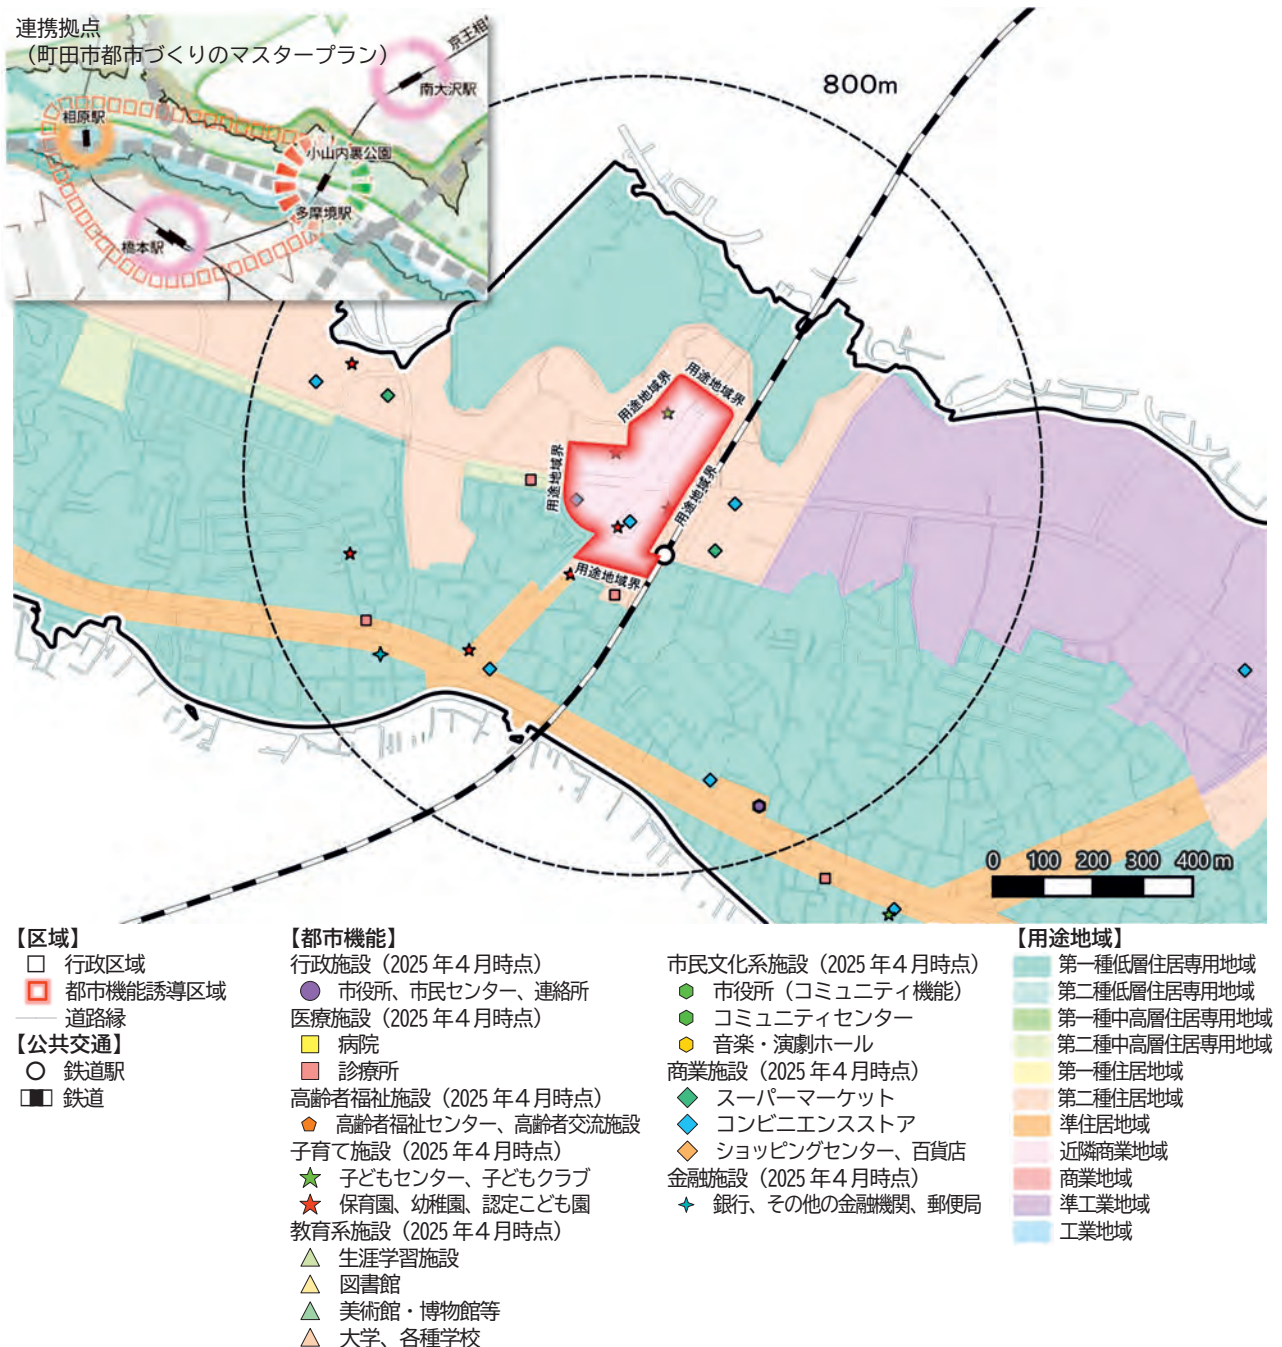 連携拠点
（町田市都市づくりのマスタープラン）
京王相
南大沢駅
相原駅
小山内裏公園
多摩境駅
橋本駅
800m
用途地域界
用途地域界
用途地域界
用途地域界
用途地域界
0 100 200 300 400 m
【区域】
行政区域
都市機能誘導区域
道路縁
【公共交通】
鉄道駅
鉄道
【都市機能】
行政施設（2025年４月時点）
市役所、市民センター、連絡所
医療施設（2025年４月時点）
病院
診療所
高齢者福祉施設（2025年４月時点）
高齢者福祉センター、高齢者交流施設
子育て施設（2025年４月時点）
子どもセンター、子どもクラブ
保育園、幼稚園、認定こども園
教育系施設（2025年４月時点）
生涯学習施設
図書館
美術館・博物館等
大学、各種学校
市民文化系施設（2025年４月時点）
市役所（コミュニティ機能）
コミュニティセンター
音楽・演劇ホール
商業施設（2025年４月時点）
スーパーマーケット
コンビニエンスストア
ショッピングセンター、百貨店
金融施設（2025年４月時点）
銀行、その他の金融機関、郵便局
【用途地域】
第一種低層住居専用地域
第二種低層住居専用地域
第一種中高層住居専用地域
第二種中高層住居専用地域
第一種住居地域
第二種住居地域
準住居地域
近隣商業地域
商業地域
準工業地域
工業地域